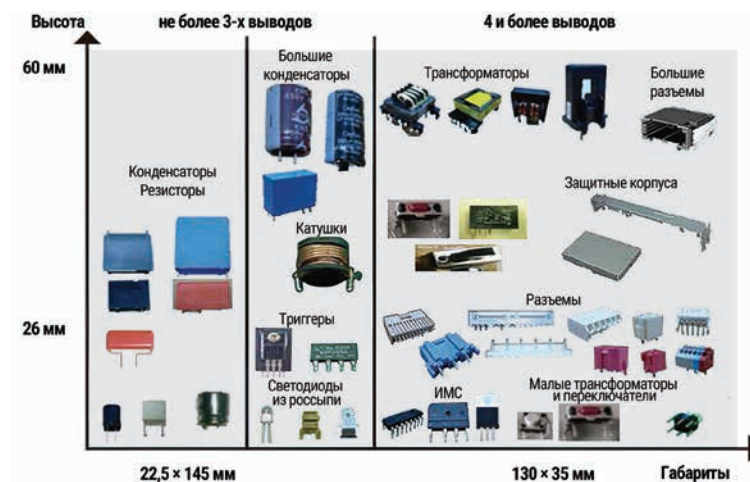 Высота
не более 3-х выводов
4 и более выводов
60 мм
Большие
конденсаторы
Трансформаторы
Большие
разъемы
Конденсаторы
Резисторы
Защитные корпуса
Катушки
26 мм
Триггеры
Разъемы
Светодиоды
из россыпи
ИМС
Малые трансформаторы
и переключатели
22,5 × 145 мм
130 × 35 мм
Габариты